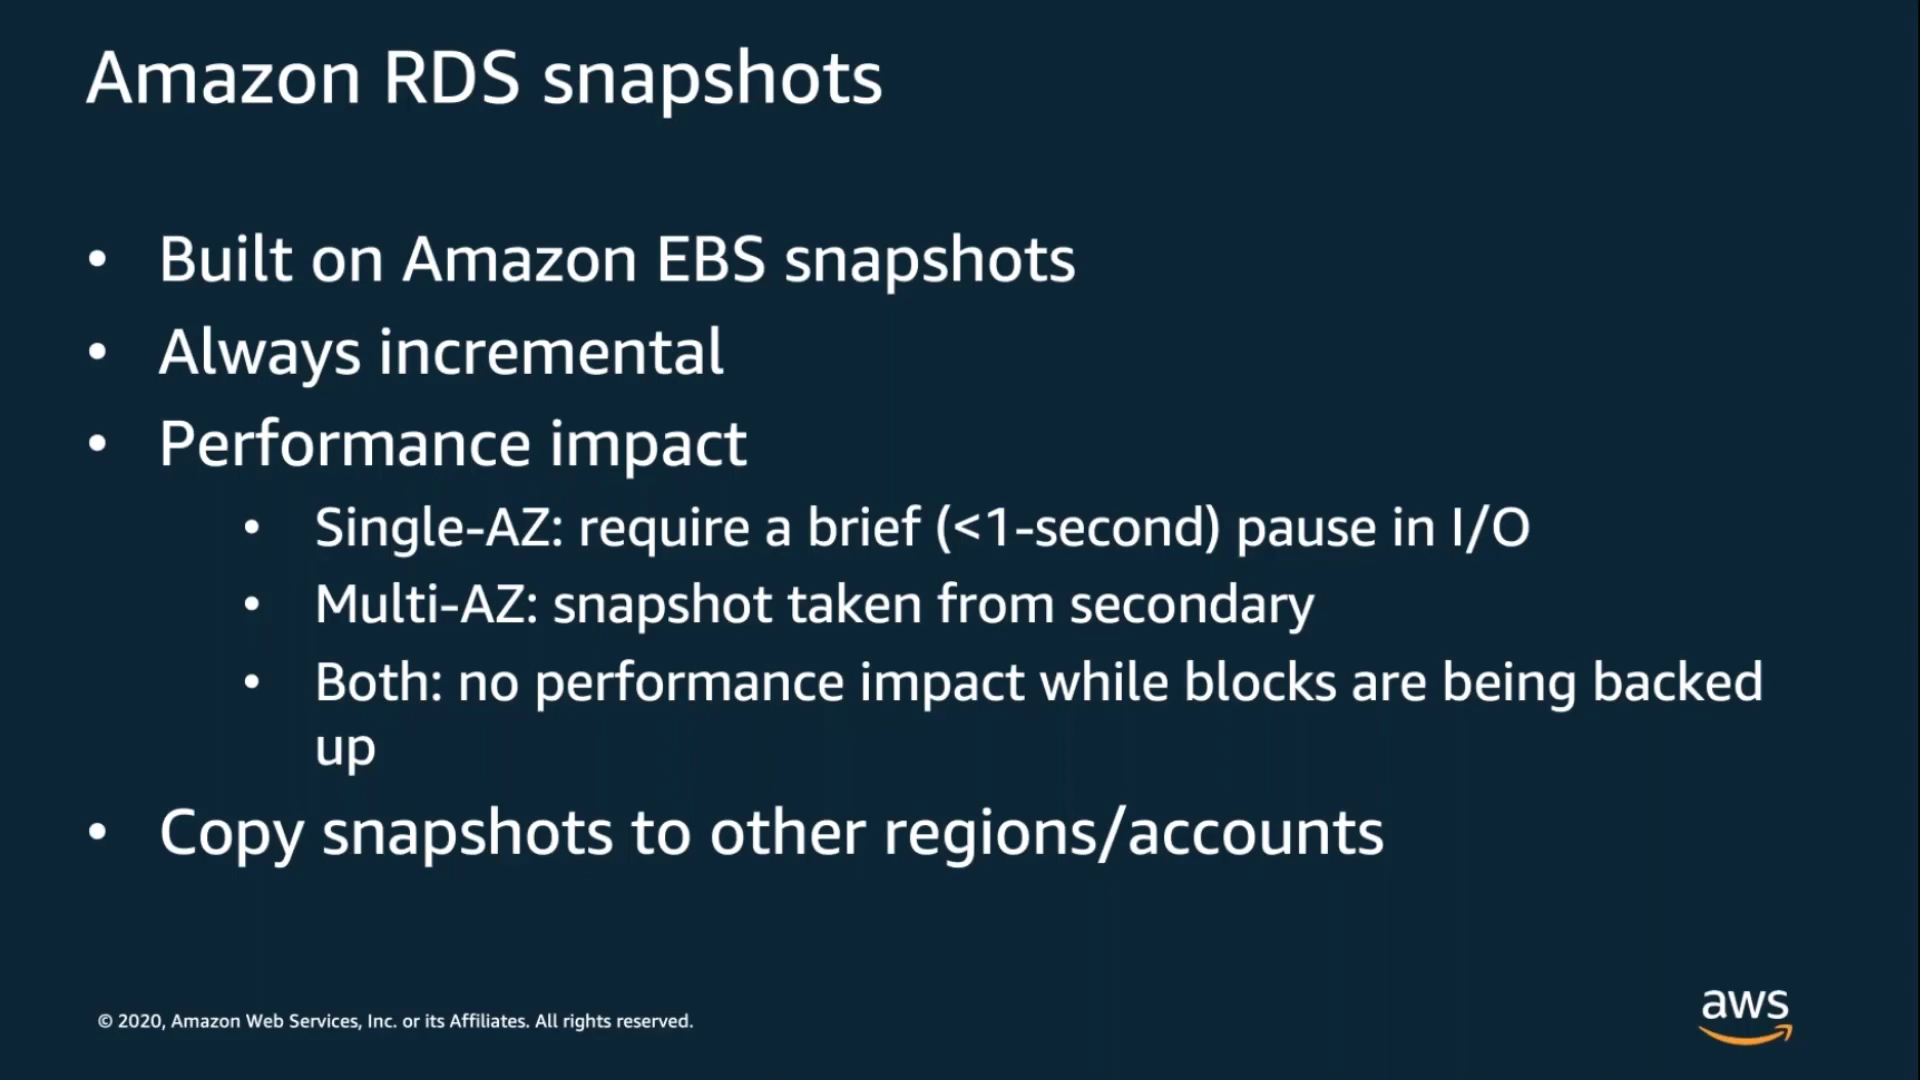 Amazon RDS snapshots
• Built on Amazon EBS snapshots
• Always incremental
• Performance impact
• Single-AZ: require a brief (<1-second) pause in I/O
• Multi-AZ: snapshot taken from secondary
• Both: no performance impact while blocks are being backed
up
• Copy snapshots to other regions/accounts
© 2020, Amazon Web Services, Inc. or its Affiliates. All rights reserved.
aws